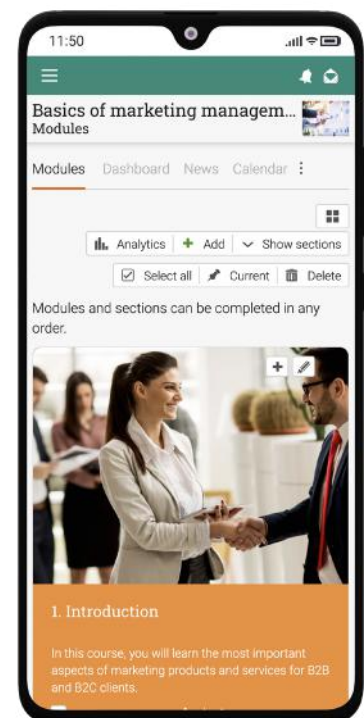 11:50
Basics of marketing managem...
Modules
Modules Dashboard News Calendar
Analytics Add Show sections
Select all Current Delete
Modules and sections can be completed in any
order.
1. Introduction
In this course, you will learn the most important
aspects of marketing products and services for B2B
and B2C clients.